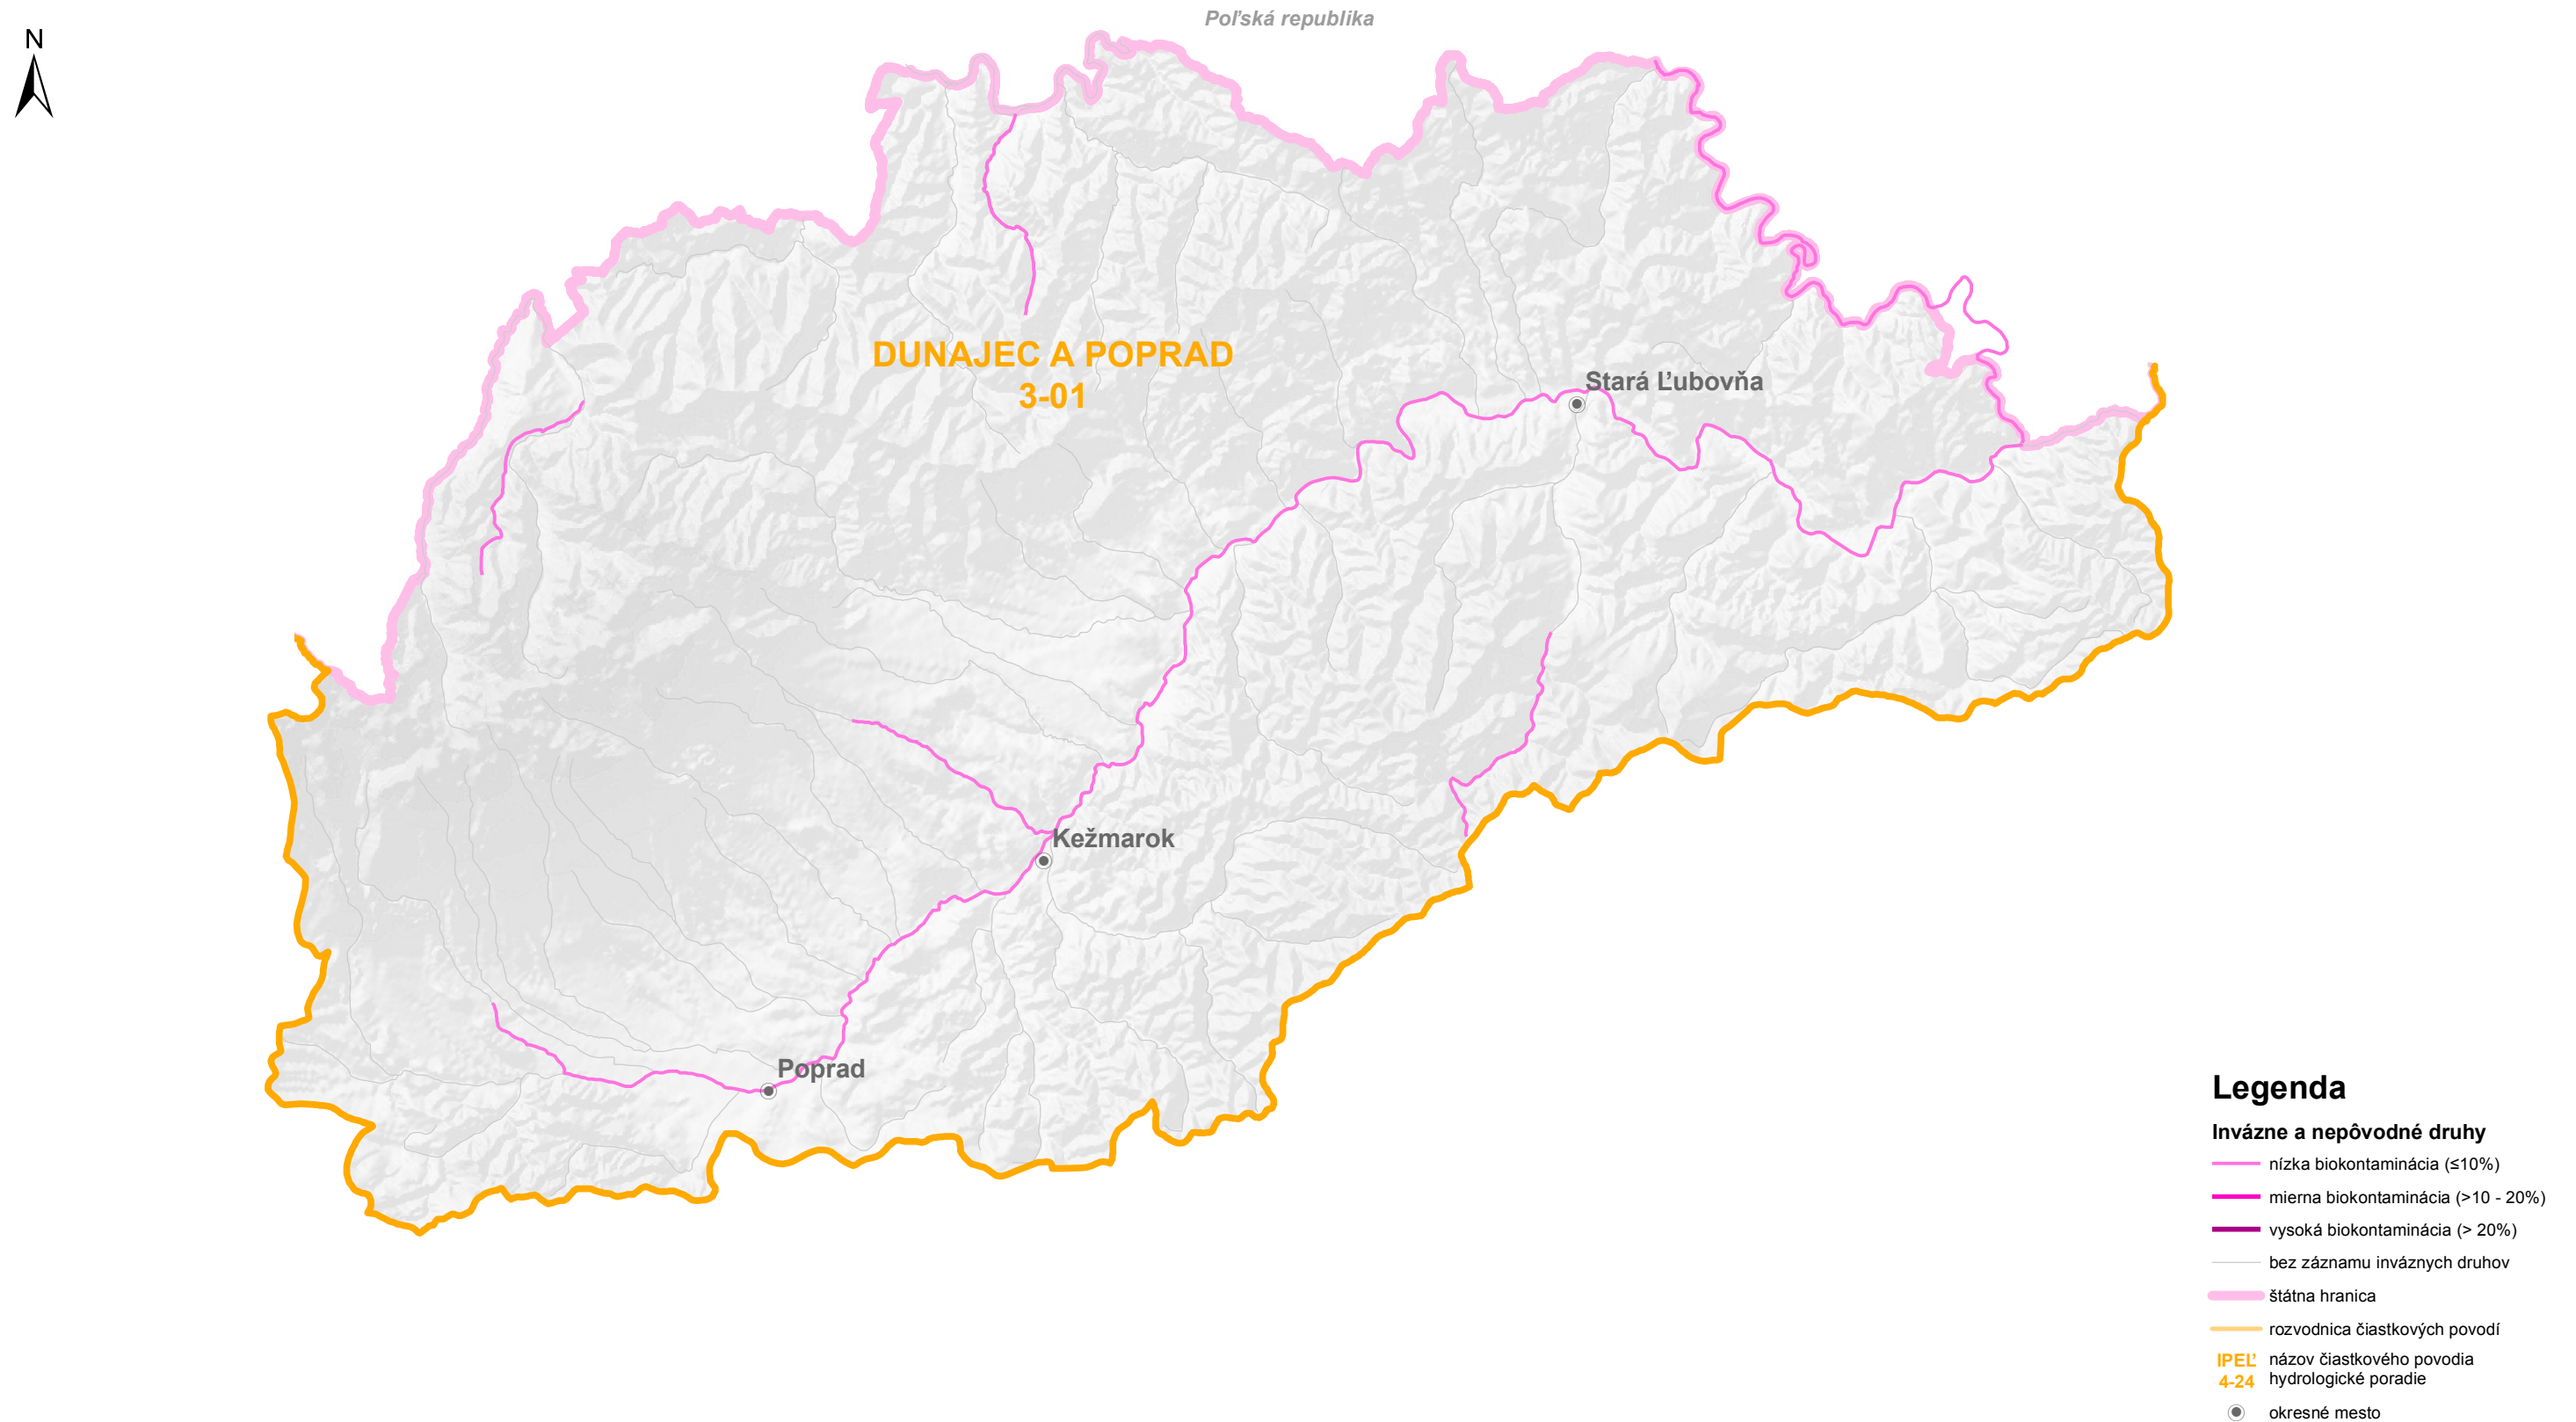 Poľská republika
N
DUNAJEC A POPRAD
3-01
Stará Ľubovňa
Kežmarok
Poprad
Legenda
Invázne a nepôvodné druhy
nízka biokontaminácia (≤10%)
mierna biokontaminácia (>10 - 20%)
vysoká biokontaminácia (> 20%)
bez záznamu inváznych druhov
štátna hranica
rozvodnica čiastkových povodí
IPEĽ názov čiastkového povodia
4-24 hydrologické poradie
okresné mesto